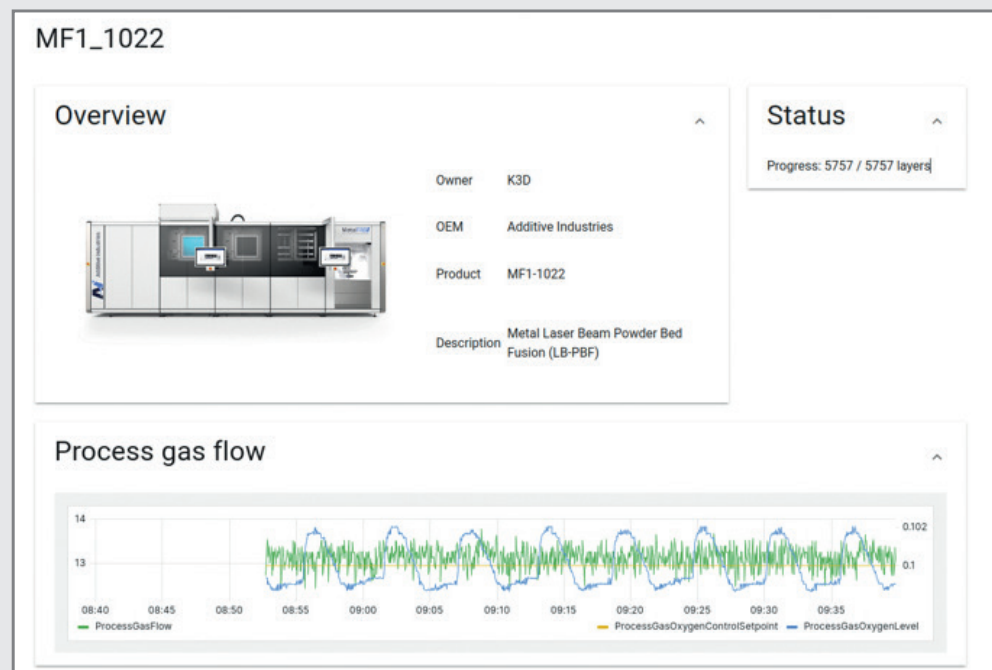 MF1_1022
Overview
Status
Progress: 5757 / 5757 layers
Owner K3D
OEM Additive Industries
Product MF1-1022
Description Metal Laser Beam Powder Bed
Fusion (LB-PBF)
Additive Industries
Process gas flow
14
13
0.102
0.1
08:40 08:45 08:50 08:55 09:00 09:05 09:10 09:15 09:20 09:25 09:30 09:35
ProcessGasFlow ProcessGasOxygenControlSetpoint ProcessGasOxygenLevel